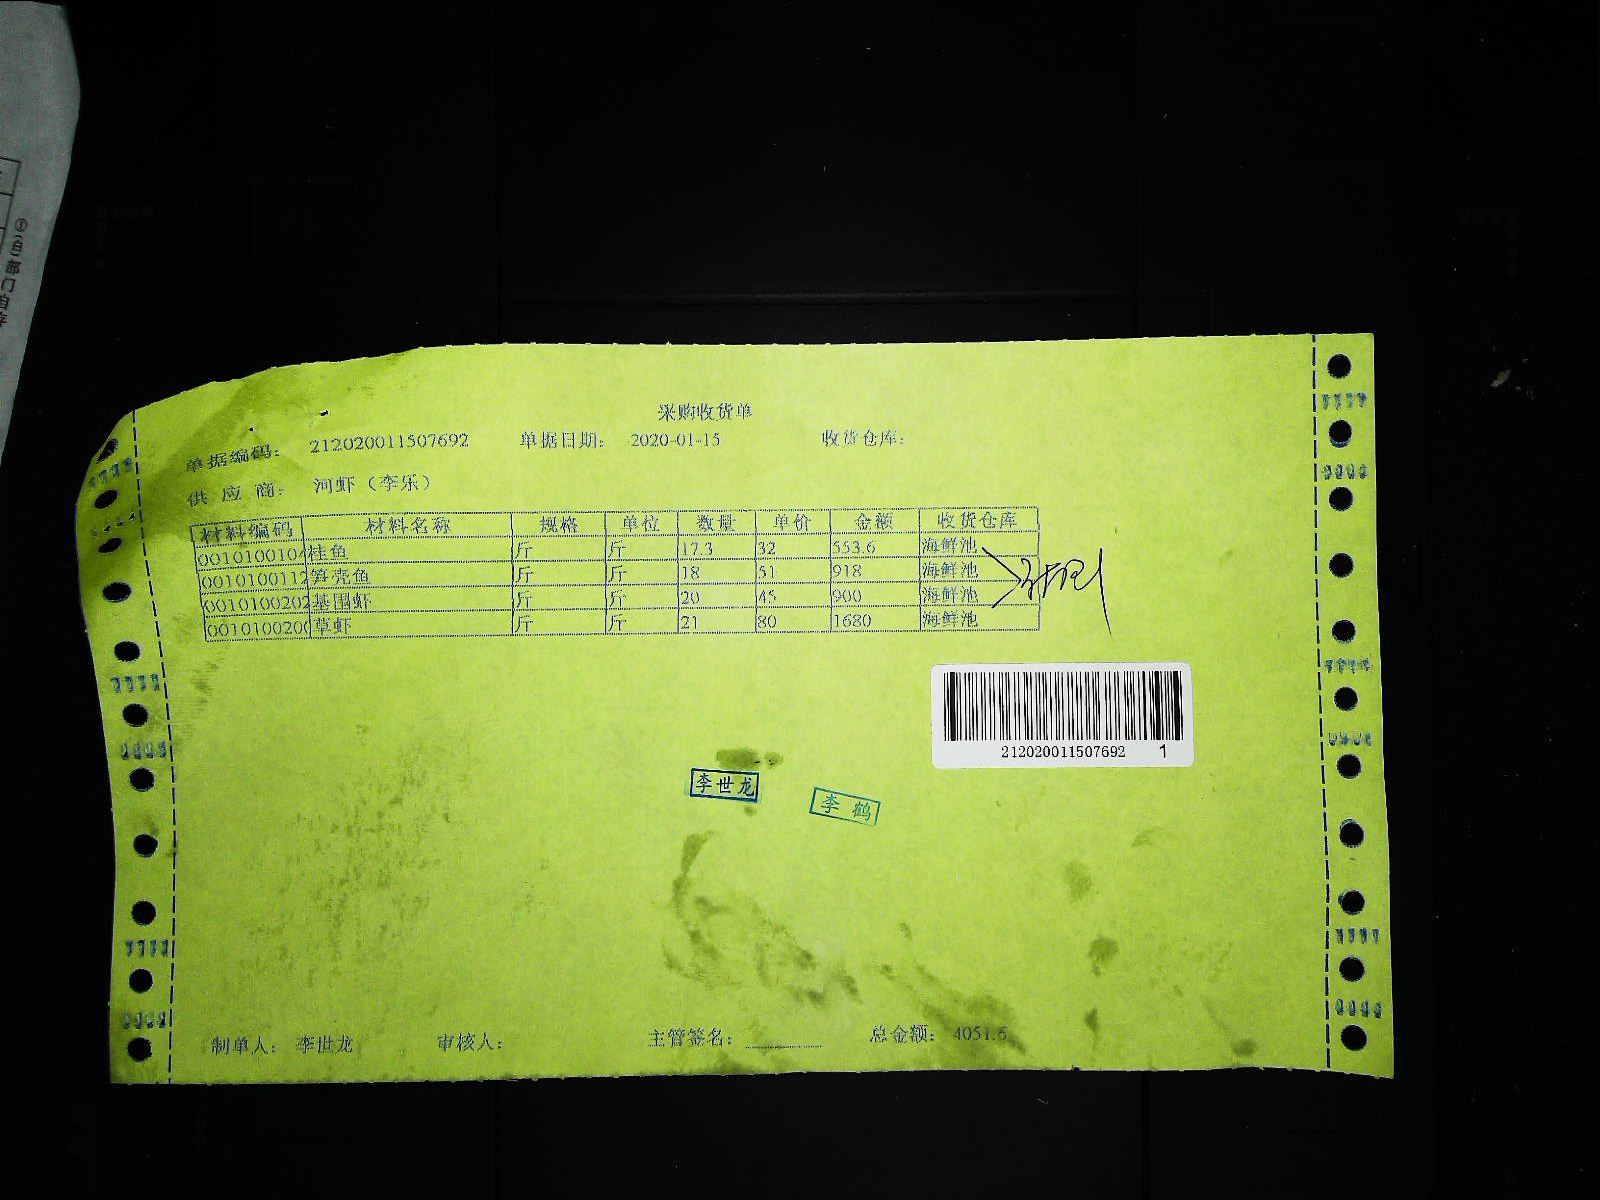 采购收货单
单据编码： 212020011507692 单据日期： 2020-01-15 收货仓库：
供 应 商： 河虾（李乐）
材料编码 材料名称 规格 单位 数量 单价 金额 收货仓库
0010100104 桂鱼 斤 斤 17.3 32 553.6 海鲜池
0010100112 笋壳鱼 斤 斤 18 51 918 海鲜池
0010100202 基围虾 斤 斤 20 45 900 海鲜池
0010100200 草虾 斤 斤 21 80 1680 海鲜池
212020011507692 1
李世龙
李 鹤
制单人： 李世龙 审核人： 主管签名： 总金额： 4051.6
①(白)部门自存